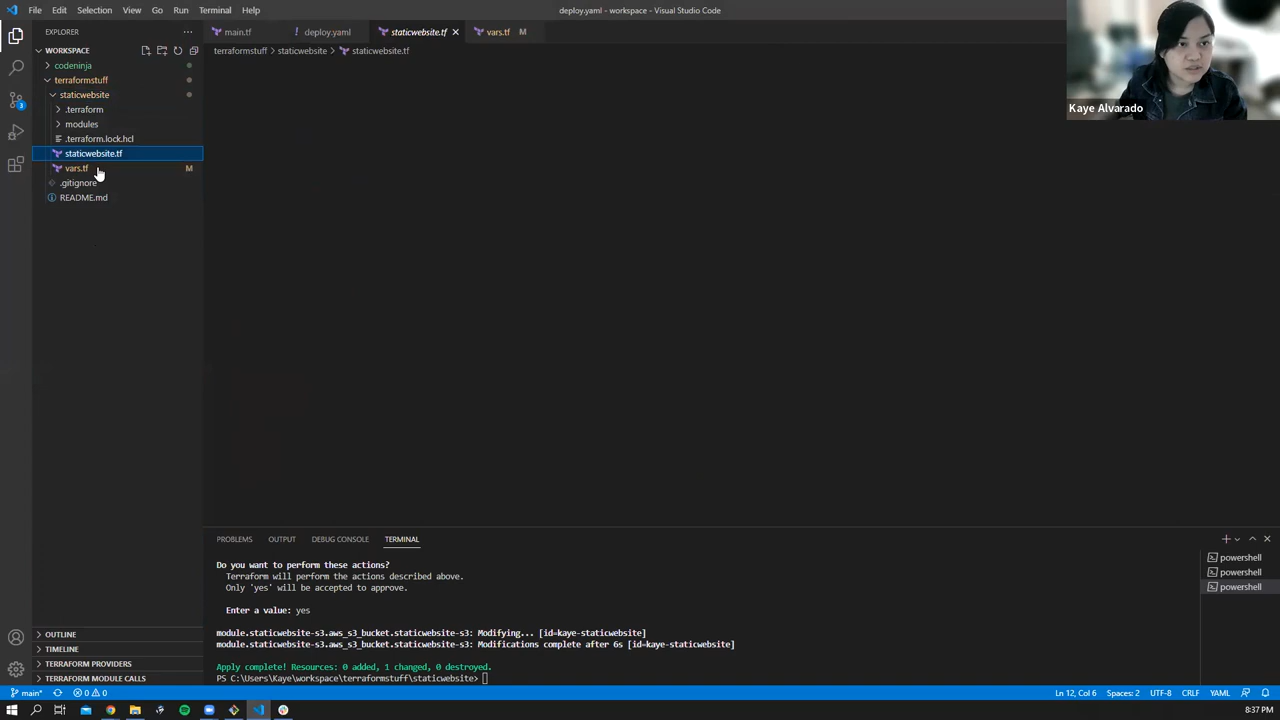 File Edit Selection View Go Run Terminal Help
deploy.yaml - workspace - Visual Studio Code
EXPLORER
WORKSPACE
codeninja
terraformstuff
staticwebsite
.terraform
modules
.terraform.lock.hcl
staticwebsite.tf
vars.tf M
.gitignore
README.md
OUTLINE
TIMELINE
TERRAFORM PROVIDERS
TERRAFORM MODULE CALLS
3
main.tf ! deploy.yaml staticwebsite.tf vars.tf M
terraformstuff > staticwebsite > staticwebsite.tf
Kaye Alvarado
PROBLEMS OUTPUT DEBUG CONSOLE TERMINAL
Do you want to perform these actions?
Terraform will perform the actions described above.
Only 'yes' will be accepted to approve.
Enter a value: yes
module.staticwebsite-s3.aws_s3_bucket.staticwebsite-s3: Modifying... [id=kaye-staticwebsite]
module.staticwebsite-s3.aws_s3_bucket.staticwebsite-s3: Modifications complete after 6s [id=kaye-staticwebsite]
Apply complete! Resources: 0 added, 1 changed, 0 destroyed.
PS C:\Users\Kaye\workspace\terraformstuff\staticwebsite>
powershell
powershell
powershell
main* 0 0 Ln 12, Col 6 Spaces: 2 UTF-8 CRLF YAML
8:37 PM